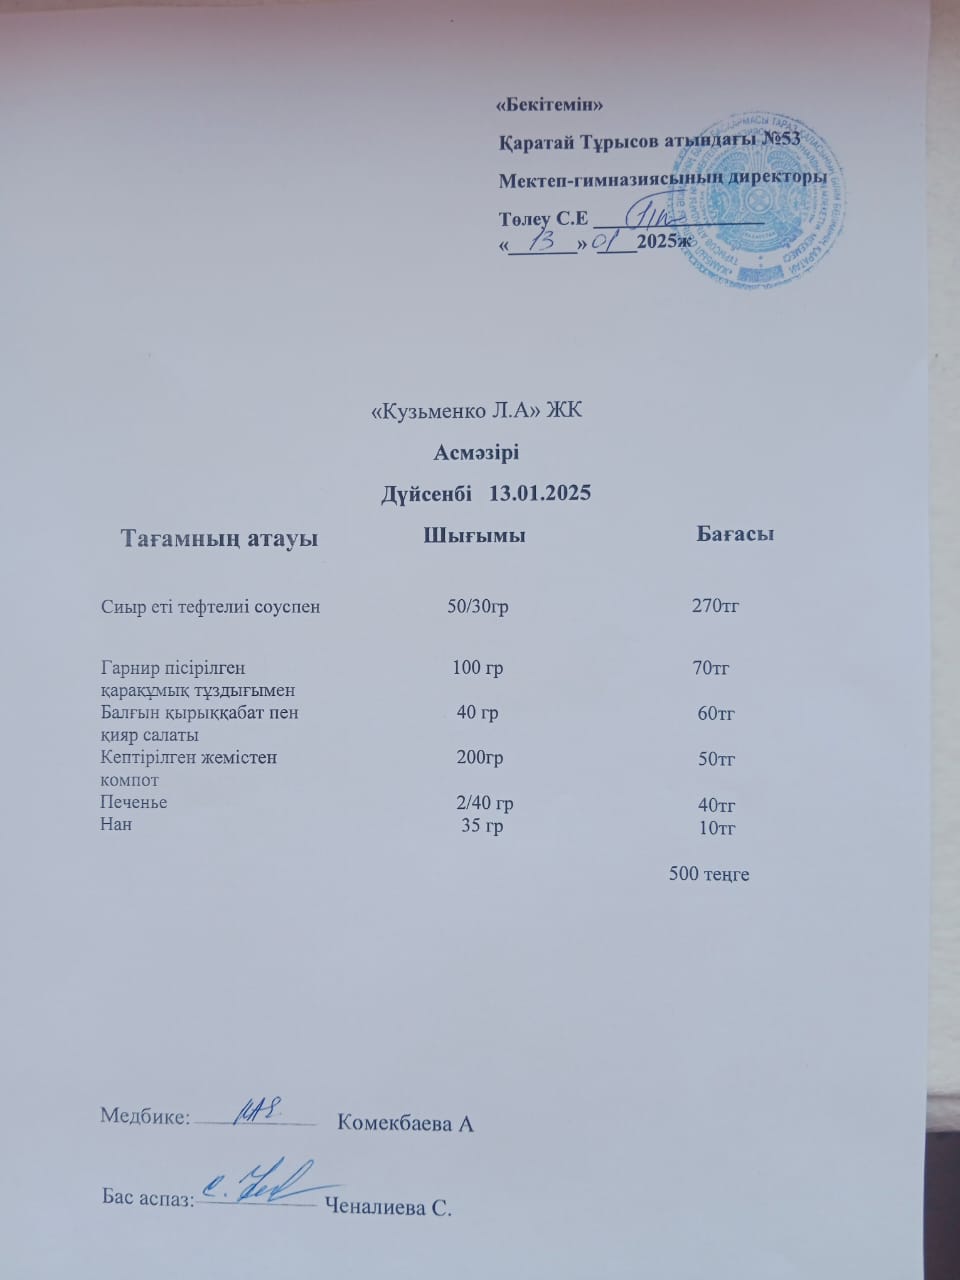 «Бекітемін»
Қаратай Тұрысов атындағы №53
Мектеп-гимназиясының директоры
Төлеу С.Е
«13» 01 2025ж
«Кузьменко Л.А» ЖК
Асмәзірі
Дүйсенбі 13.01.2025
Тағамның атауы Шығымы Бағасы
Сиыр еті тефтелиі соуспен 50/30гр 270тг
Гарнир пісірілген 100 гр 70тг
қарақұмық тұздығымен
Балғын қырыққабат пен 40 гр 60тг
қияр салаты
Кептірілген жемістен 200гр 50тг
компот
Печенье 2/40 гр 40тг
Нан 35 гр 10тг
500 теңге
Медбике: Комекбаева А
Бас аспаз: Ченалиева С.